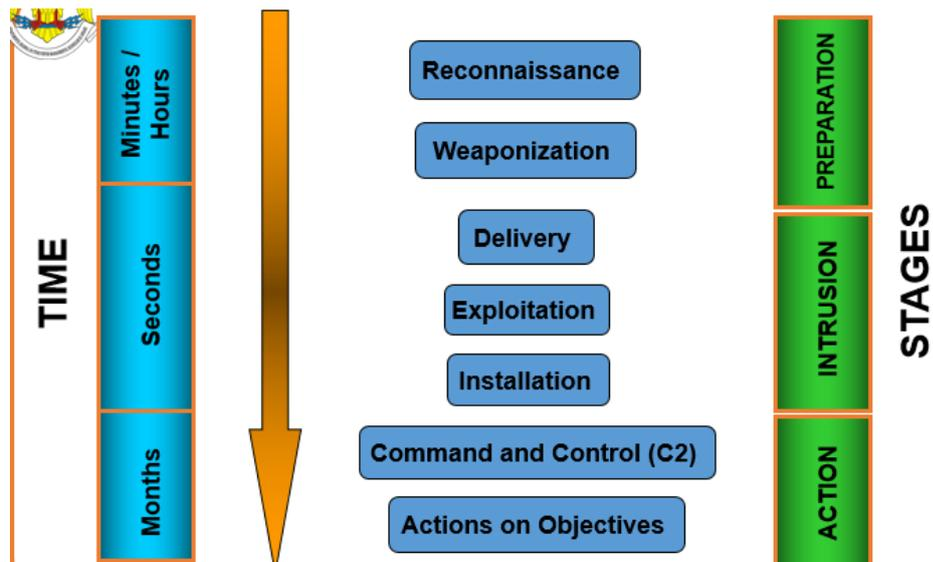 TIME
Minutes /
Hours
Seconds
Months
Reconnaissance
Weaponization
Delivery
Exploitation
Installation
Command and Control (C2)
Actions on Objectives
PREPARATION
INTRUSION
ACTION
STAGES